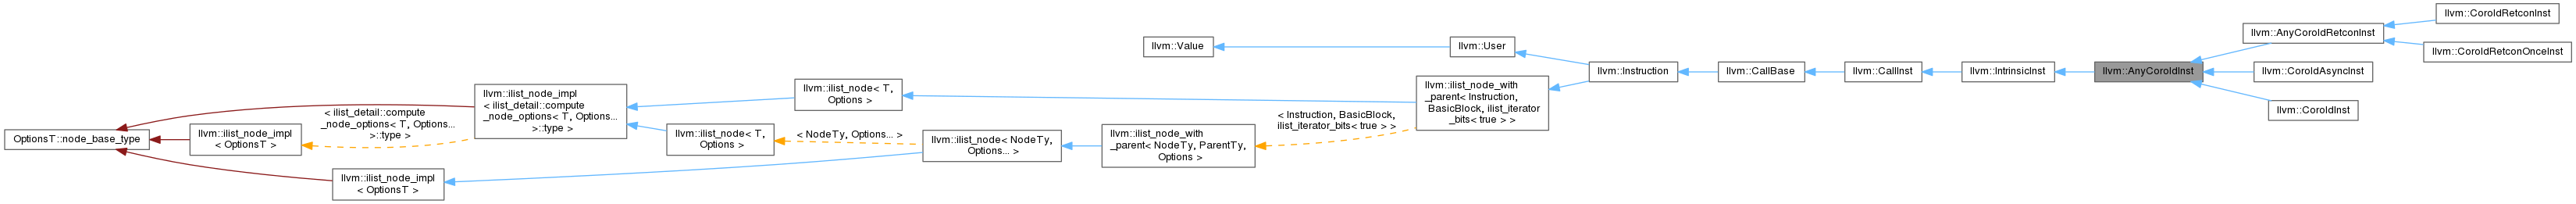 OptionsT::node_base_type
llvm::ilist_node_impl
< OptionsT >
< ilist_detail::compute
_node_options< T, Options...
>::type >
llvm::ilist_node_impl
< OptionsT >
llvm::ilist_node_impl
< ilist_detail::compute
_node_options< T, Options...
>::type >
llvm::ilist_node< T,
Options >
llvm::ilist_node< T,
Options >
< NodeTy, Options... >
llvm::ilist_node< NodeTy,
Options... >
llvm::Value
llvm::ilist_node_with
_parent< NodeTy, ParentTy,
Options >
< Instruction, BasicBlock,
ilist_iterator_bits< true > >
llvm::User
llvm::ilist_node_with
_parent< Instruction,
BasicBlock, ilist_iterator
_bits< true > >
llvm::Instruction
llvm::CallBase
llvm::CallInst
llvm::IntrinsicInst
llvm::AnyCoroIdInst
llvm::AnyCoroIdRetconInst
llvm::CoroIdAsyncInst
llvm::CoroIdInst
llvm::CoroIdRetconInst
llvm::CoroIdRetconOnceInst